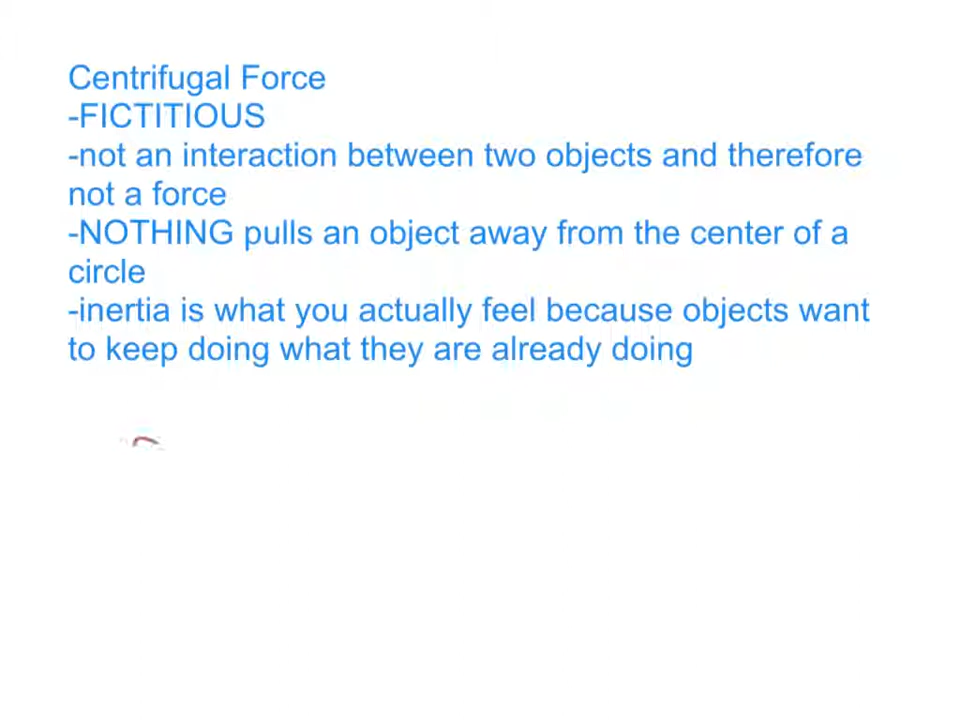 Centrifugal Force
-FICTITIOUS
-not an interaction between two objects and therefore
not a force
-NOTHING pulls an object away from the center of a
circle
-inertia is what you actually feel because objects want
to keep doing what they are already doing